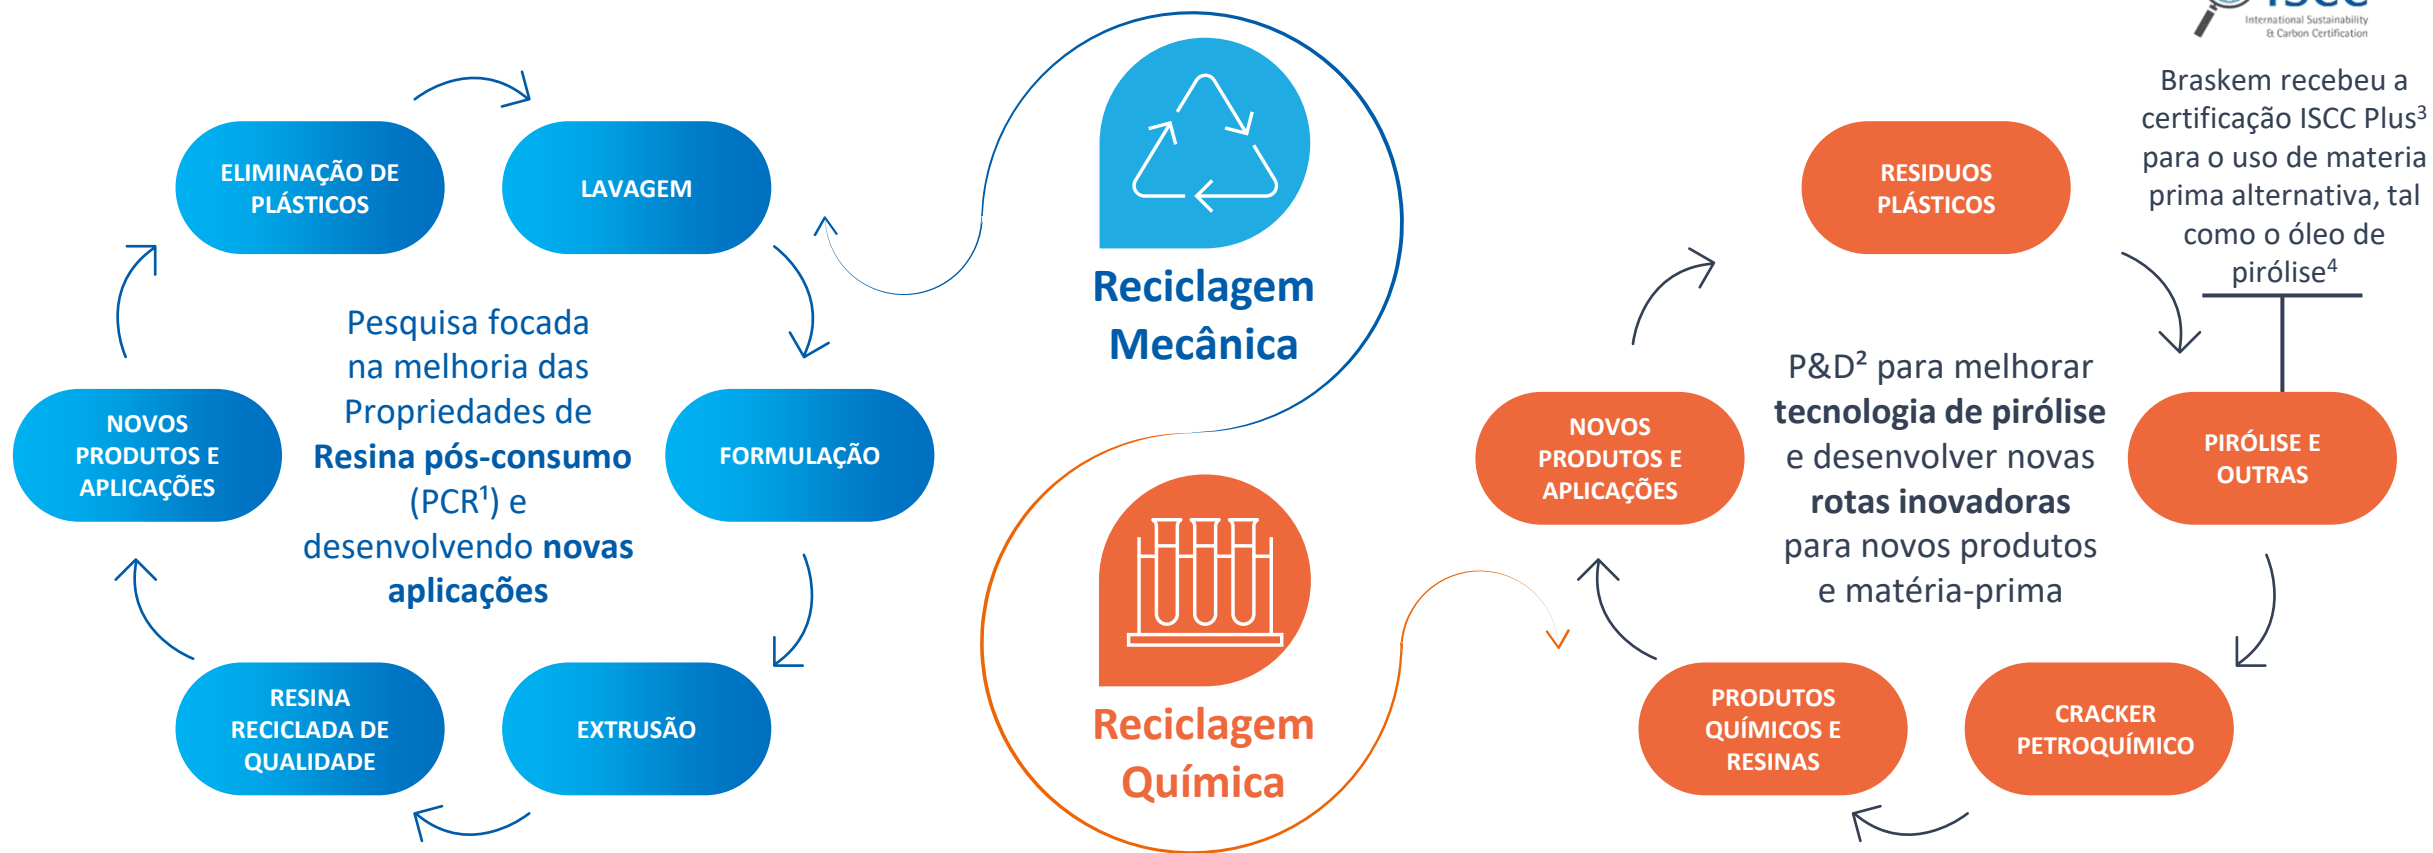 ISCC
International Sustainability
& Carbon Certification
Braskem recebeu a
certificação ISCC Plus³
para o uso de materia
prima alternativa, tal
como o óleo de
pirólise⁴
ELIMINAÇÃO DE
PLÁSTICOS
LAVAGEM
FORMULAÇÃO
EXTRUSÃO
RESINA
RECICLADA DE
QUALIDADE
NOVOS
PRODUTOS E
APLICAÇÕES
Pesquisa focada
na melhoria das
Propriedades de
Resina pós-consumo
(PCR¹) e
desenvolvendo novas
aplicações
Reciclagem
Mecânica
Reciclagem
Química
RESIDUOS
PLÁSTICOS
PIRÓLISE E
OUTRAS
CRACKER
PETROQUÍMICO
PRODUTOS
QUÍMICOS E
RESINAS
NOVOS
PRODUTOS E
APLICAÇÕES
P&D² para melhorar
tecnologia de pirólise
e desenvolver novas
rotas inovadoras
para novos produtos
e matéria-prima